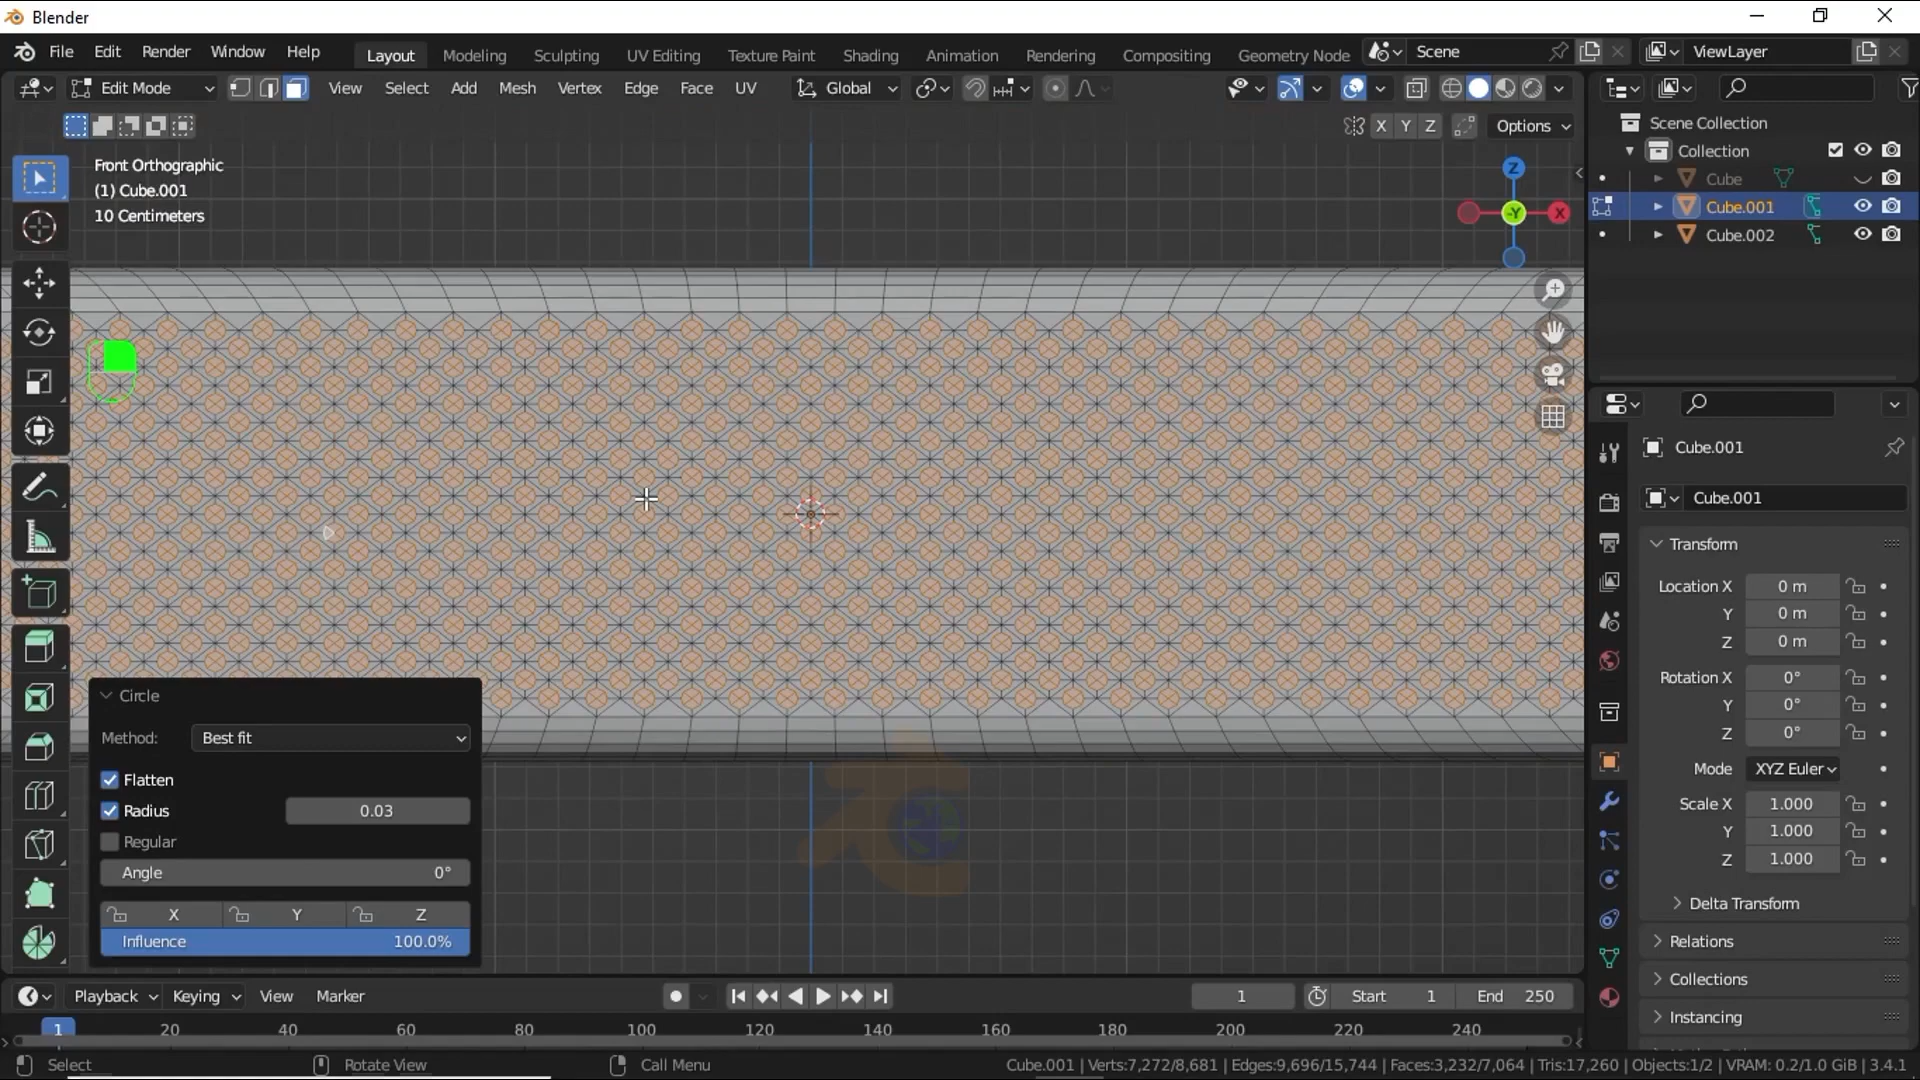 Blender
File Edit Render Window Help Layout Modeling Sculpting UV Editing Texture Paint Shading Animation Rendering Compositing Geometry Node Scene ViewLayer
Edit Mode View Select Add Mesh Vertex Edge Face UV Global
X Y Z Options
Front Orthographic
(1) Cube.001
10 Centimeters
Z
-Y X
Scene Collection
Collection
Cube
Cube.001
Cube.002
Cube.001
Cube.001
Transform
Location X 0 m
Y 0 m
Z 0 m
Rotation X 0°
Y 0°
Z 0°
Mode XYZ Euler
Scale X 1.000
Y 1.000
Z 1.000
Delta Transform
Relations
Collections
Instancing
Circle
Method: Best fit
Flatten
Radius 0.03
Regular
Angle 0°
X Y Z
Influence 100.0%
Playback Keying View Marker 1 Start 1 End 250
1 20 40 60 80 100 120 140 160 180 200 220 240
Select Rotate View Call Menu Cube.001 | Verts:7,272/8,681 | Edges:9,696/15,744 | Faces:3,232/7,064 | Tris:17,260 | Objects:1/2 | VRAM: 0.2/1.0 GiB | 3.4.1